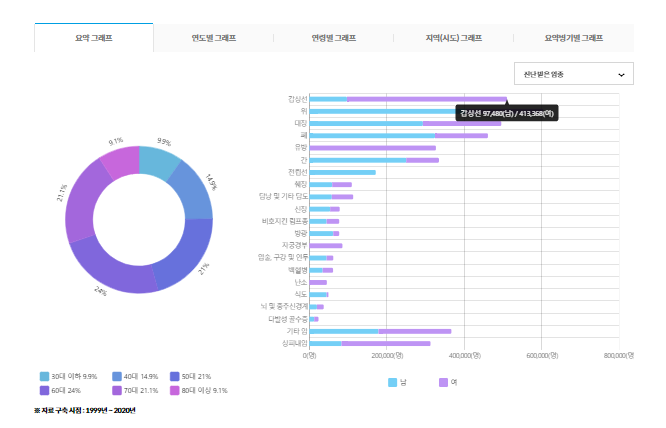 요약 그래프
연도별 그래프
연령별 그래프
지역(시도) 그래프
요약병기별 그래프
진단 받은 암종
갑상선
갑상선 97,480(남) / 413,368(여)
위
대장
폐
유방
간
전립선
췌장
담낭 및 기타 담도
신장
비호지킨 림프종
방광
자궁경부
입술, 구강 및 인두
백혈병
난소
식도
뇌 및 중추신경계
다발성 골수종
기타 암
상피내암
0(명)
200,000(명)
400,000(명)
600,000(명)
800,000(명
남
여
9.1%
9.9%
14.9%
21%
24%
21.1%
30대 이하 9.9%
40대 14.9%
50대 21%
60대 24%
70대 21.1%
80대 이상 9.1%
※ 자료 구축 시점 : 1999년 ~ 2020년